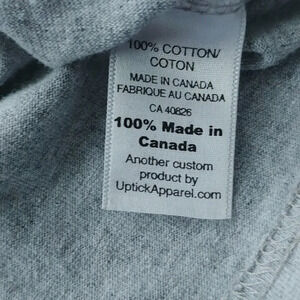 100% COTTON/
COTON
MADE IN CANADA
FABRIQUE AU CANADA
CA 40826
100% Made in
Canada
Another custom
product by
UptickApparel.com